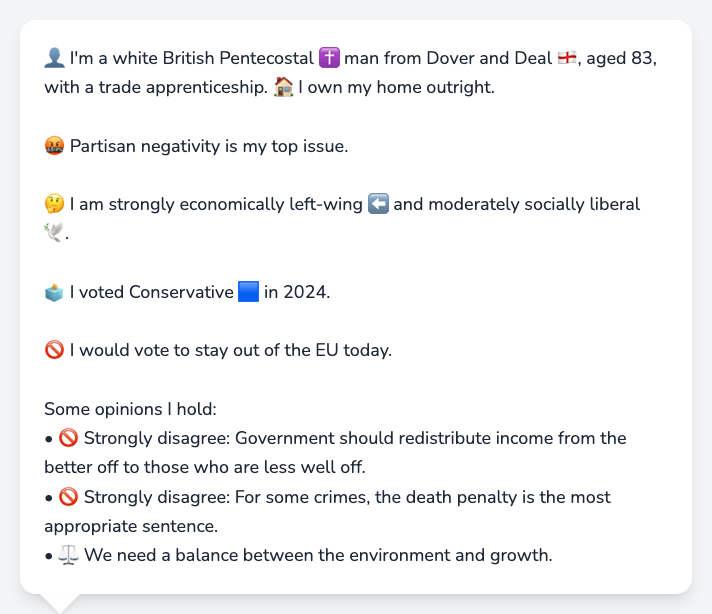 👤 I'm a white British Pentecostal ✝️ man from Dover and Deal 🏴󠁧󠁢󠁥󠁮󠁧󠁿, aged 83,
with a trade apprenticeship. 🏠 I own my home outright.
🤬 Partisan negativity is my top issue.
🤔 I am strongly economically left-wing ⬅️ and moderately socially liberal
🕊️.
🗳️ I voted Conservative 🟦 in 2024.
🚫 I would vote to stay out of the EU today.
Some opinions I hold:
• 🚫 Strongly disagree: Government should redistribute income from the
better off to those who are less well off.
• 🚫 Strongly disagree: For some crimes, the death penalty is the most
appropriate sentence.
• ⚖️ We need a balance between the environment and growth.